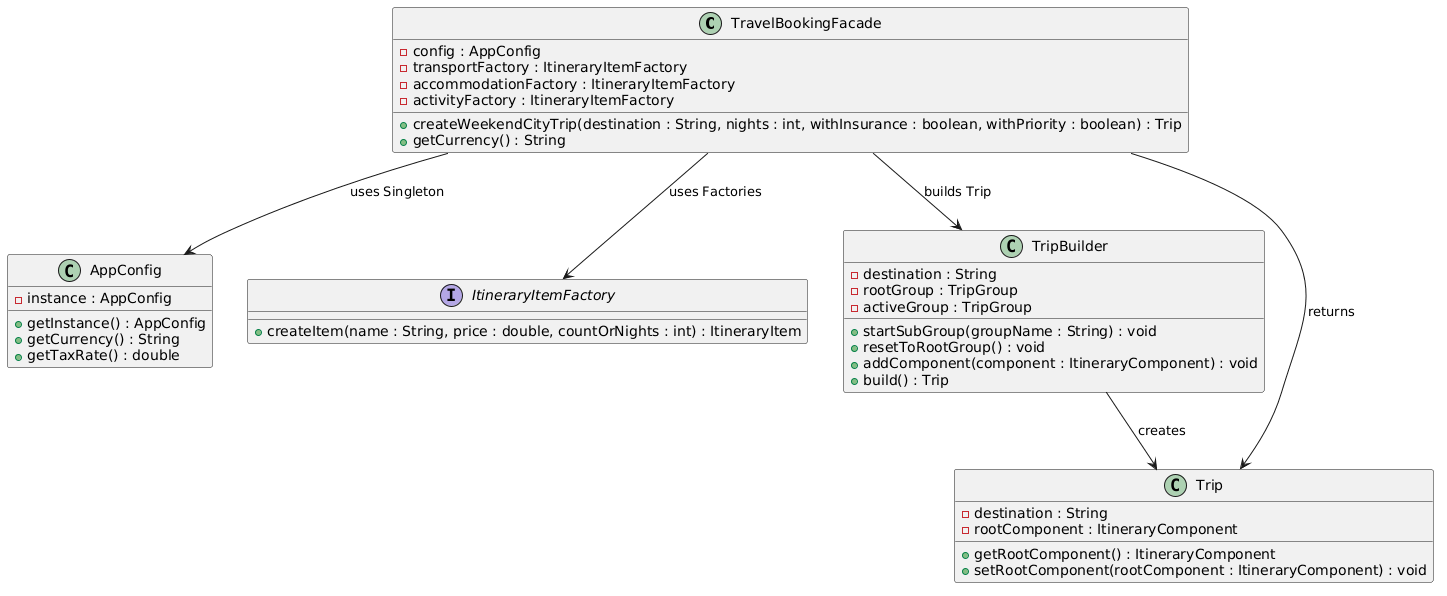 C TravelBookingFacade
config : AppConfig
transportFactory : ItineraryItemFactory
accommodationFactory : ItineraryItemFactory
activityFactory : ItineraryItemFactory
createWeekendCityTrip(destination : String, nights : int, withInsurance : boolean, withPriority : boolean) : Trip
getCurrency() : String
uses Singleton
uses Factories
builds Trip
returns
C AppConfig
instance : AppConfig
getInstance() : AppConfig
getCurrency() : String
getTaxRate() : double
I ItineraryItemFactory
createItem(name : String, price : double, countOrNights : int) : ItineraryItem
C TripBuilder
destination : String
rootGroup : TripGroup
activeGroup : TripGroup
startSubGroup(groupName : String) : void
resetToRootGroup() : void
addComponent(component : ItineraryComponent) : void
build() : Trip
creates
C Trip
destination : String
rootComponent : ItineraryComponent
getRootComponent() : ItineraryComponent
setRootComponent(rootComponent : ItineraryComponent) : void